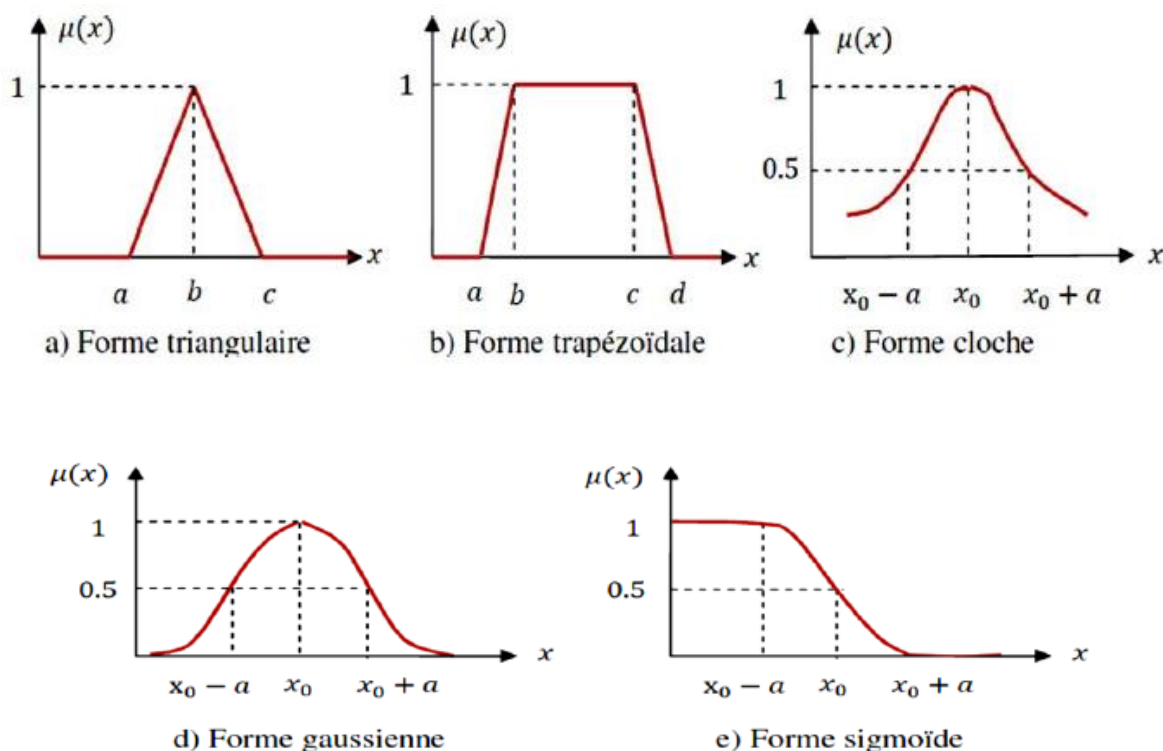 μ(x)
1
x
a b c
a) Forme triangulaire
μ(x)
1
x
a b c d
b) Forme trapézoïdale
μ(x)
1
0.5
x
x₀ − a x₀ x₀ + a
c) Forme cloche
μ(x)
1
0.5
x
x₀ − a x₀ x₀ + a
d) Forme gaussienne
μ(x)
1
0.5
x
x₀ − a x₀ x₀ + a
e) Forme sigmoïde